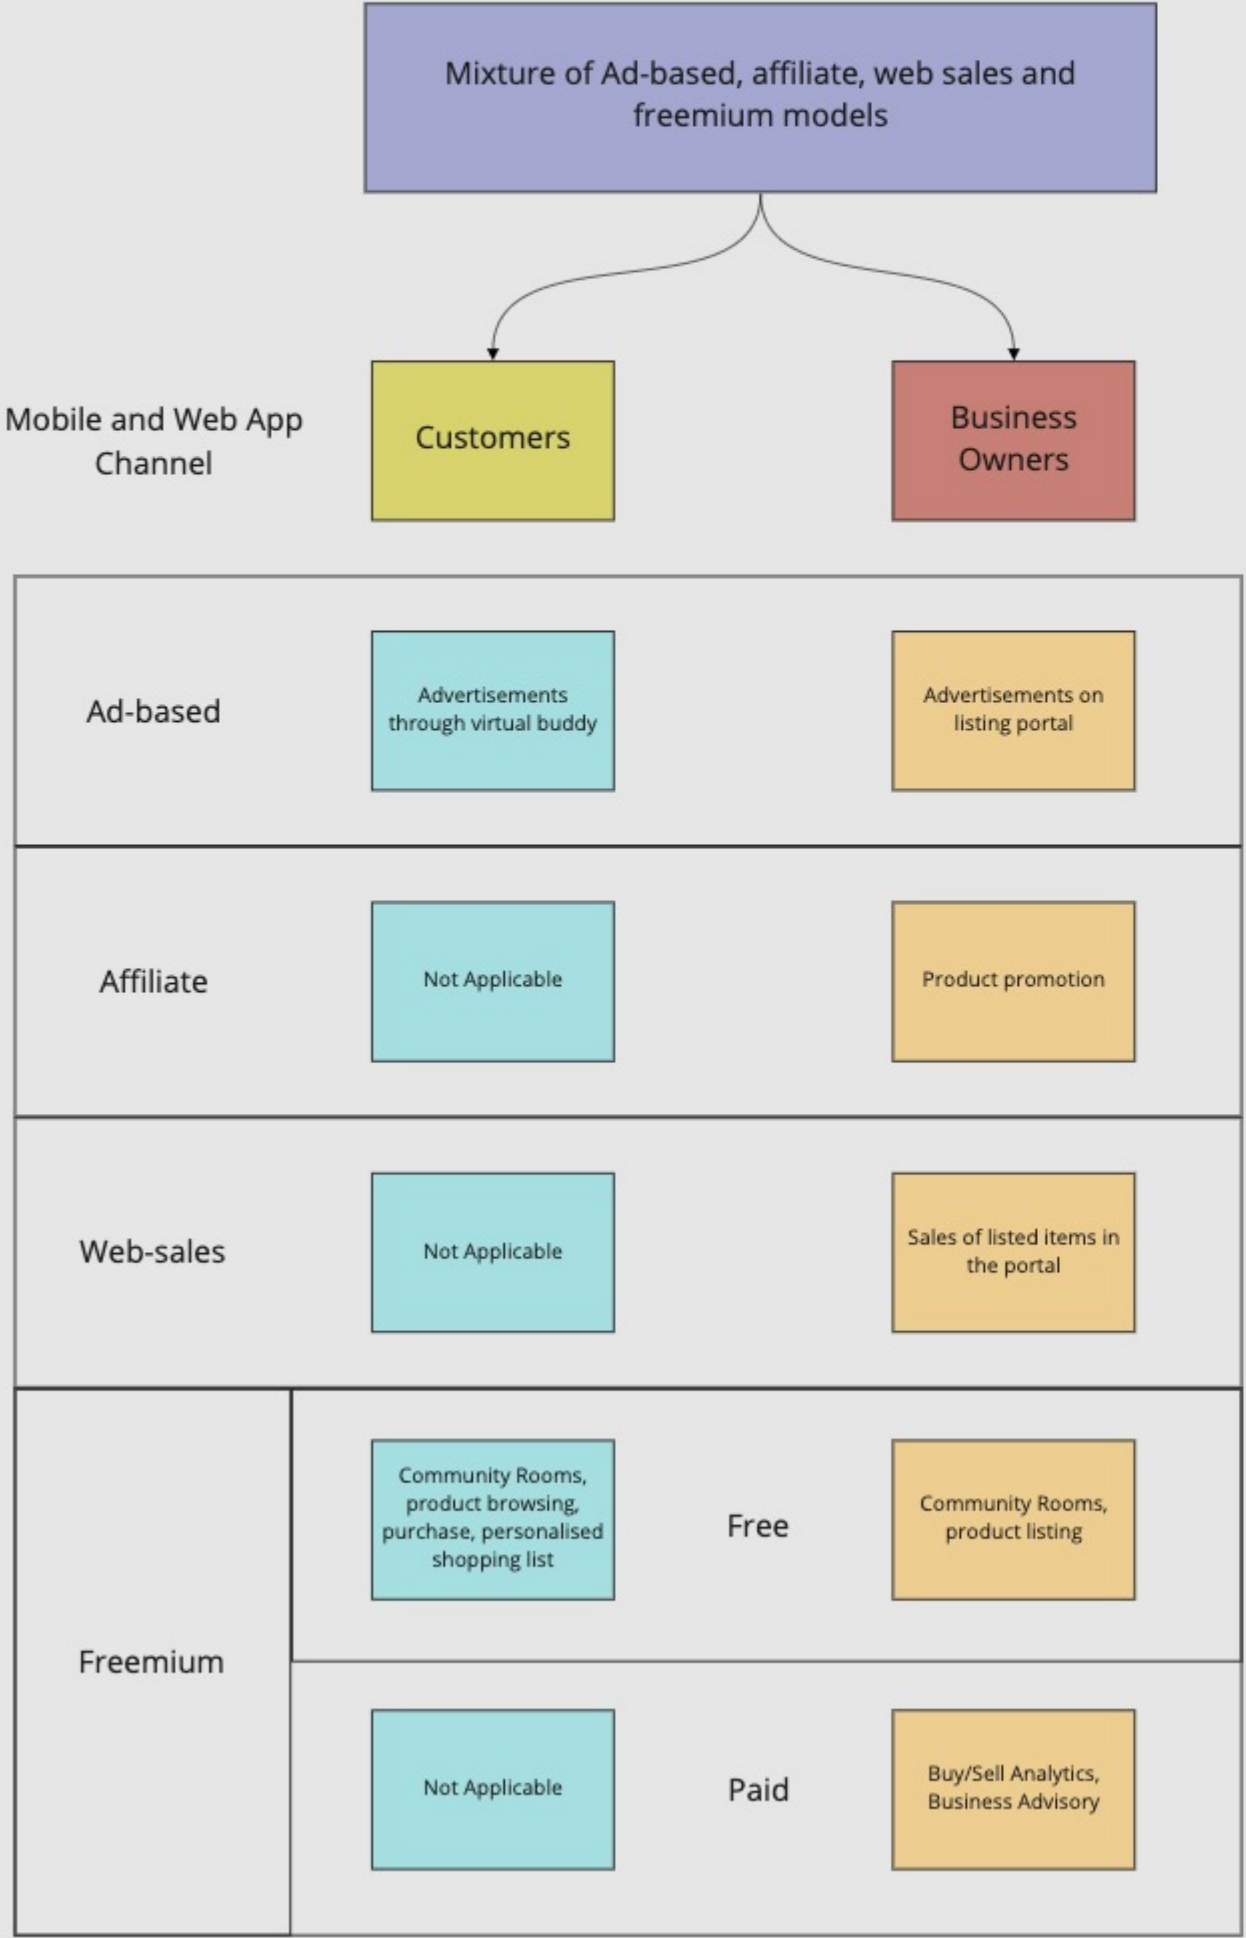 Mixture of Ad-based, affiliate, web sales and
freemium models
Mobile and Web App
Channel
Customers
Business
Owners
Ad-based
Advertisements
through virtual buddy
Advertisements on
listing portal
Affiliate
Not Applicable
Product promotion
Web-sales
Not Applicable
Sales of listed items in
the portal
Freemium
Community Rooms,
product browsing,
purchase, personalised
shopping list
Free
Community Rooms,
product listing
Not Applicable
Paid
Buy/Sell Analytics,
Business Advisory